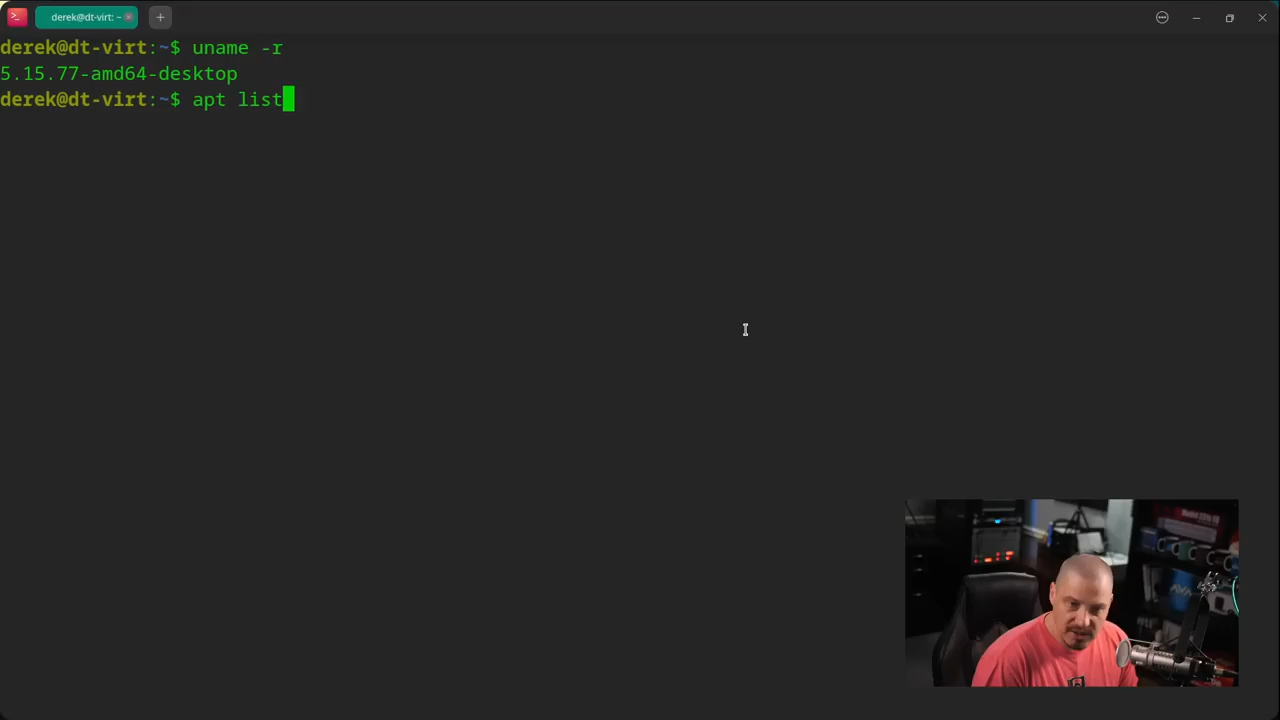 derek@dt-virt: ~
derek@dt-virt:~$ uname -r
5.15.77-amd64-desktop
derek@dt-virt:~$ apt list